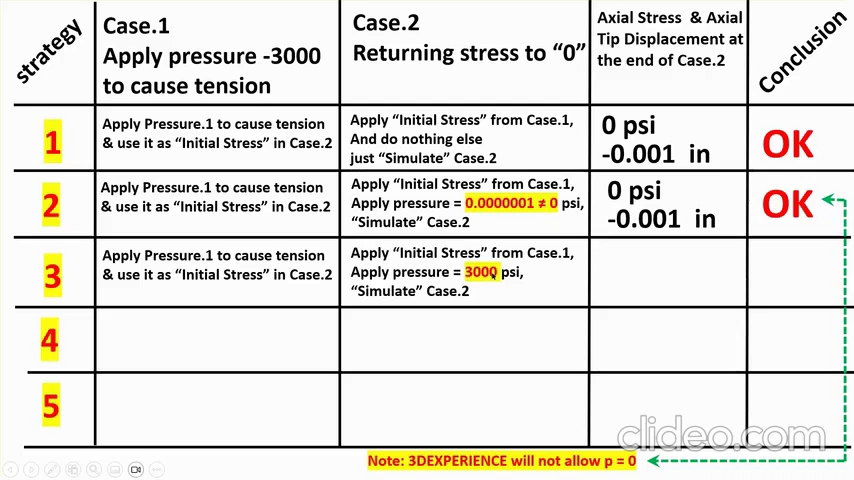 strategy
Case.1
Apply pressure -3000
to cause tension
Case.2
Returning stress to “0”
Axial Stress & Axial
Tip Displacement at
the end of Case.2
Conclusion
1
Apply Pressure.1 to cause tension
& use it as “Initial Stress” in Case.2
Apply “Initial Stress” from Case.1,
And do nothing else
just “Simulate” Case.2
0 psi
-0.001 in
OK
2
Apply Pressure.1 to cause tension
& use it as “Initial Stress” in Case.2
Apply “Initial Stress” from Case.1,
Apply pressure = 0.0000001 ≠ 0 psi,
“Simulate” Case.2
0 psi
-0.001 in
OK
3
Apply Pressure.1 to cause tension
& use it as “Initial Stress” in Case.2
Apply “Initial Stress” from Case.1,
Apply pressure = 3000 psi,
“Simulate” Case.2
4
5
clideo.com
Note: 3DEXPERIENCE will not allow p = 0